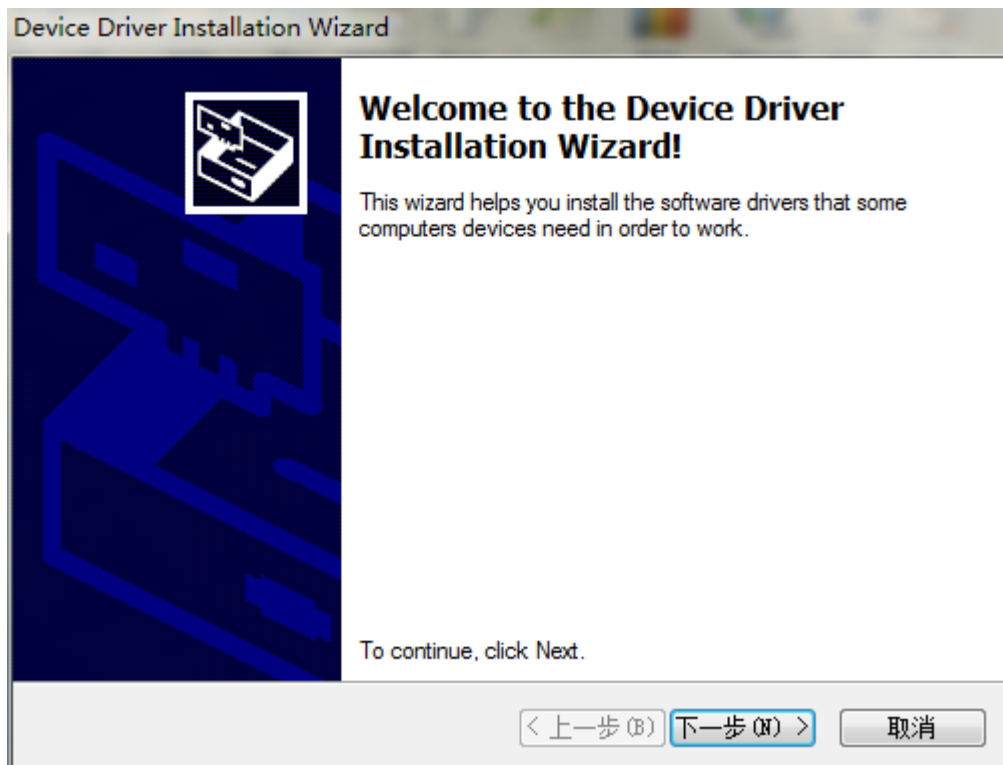 Device Driver Installation Wizard
Welcome to the Device Driver
Installation Wizard!
This wizard helps you install the software drivers that some
computers devices need in order to work.
To continue, click Next.
< 上一步(B)
下一步(N) >
取消